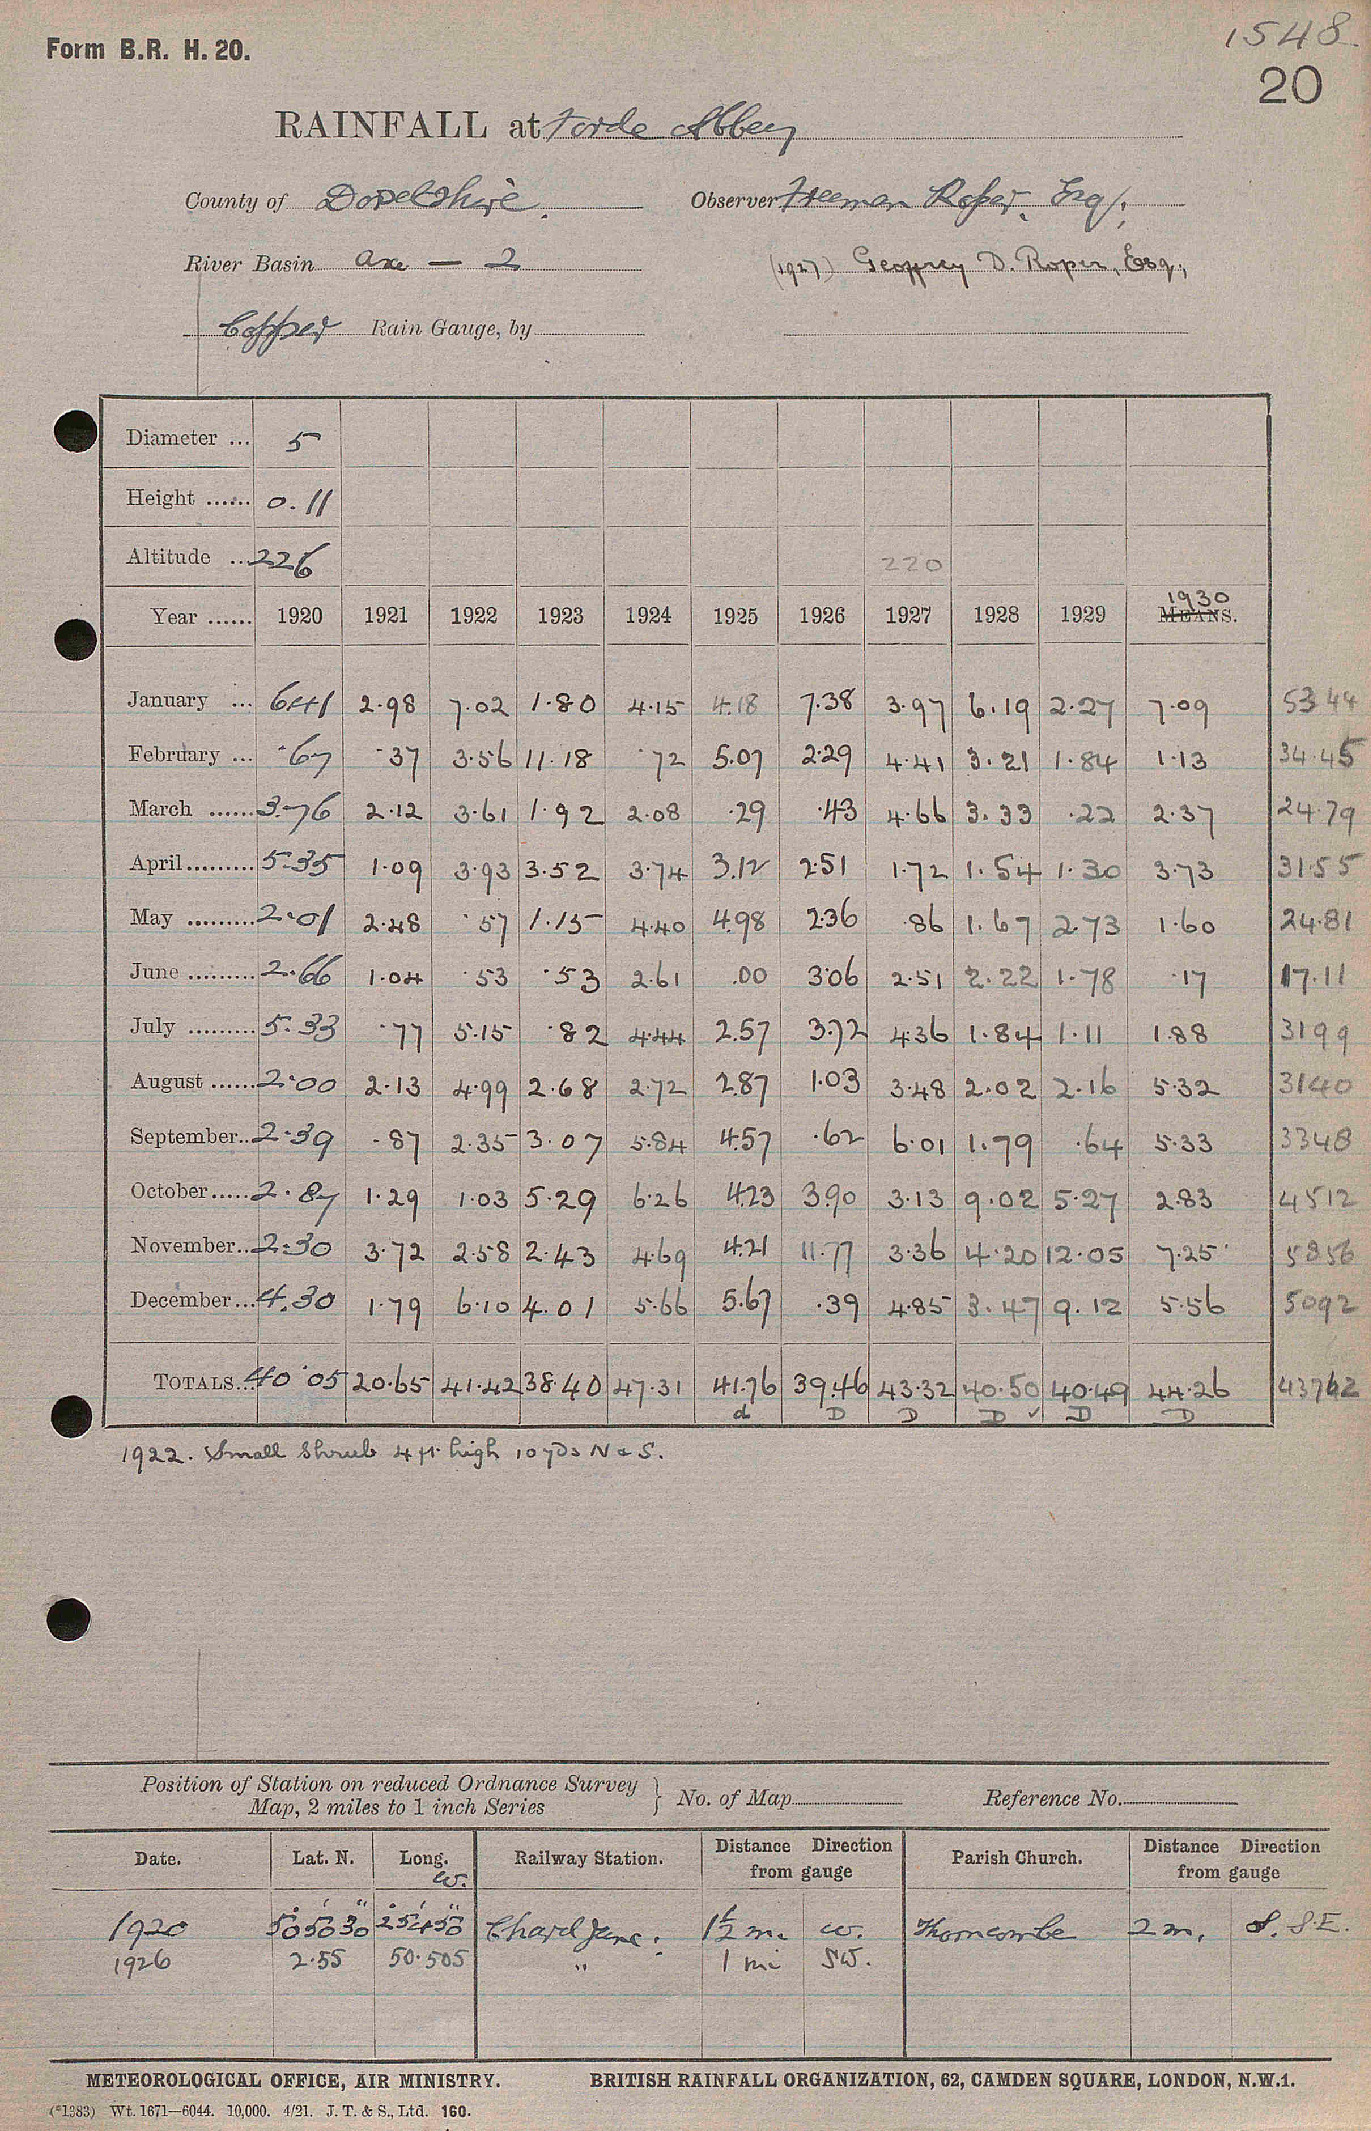 Form B.R. H. 20.
1548.
20
RAINFALL at Forde Abbey
County of Dorsetshire. Observer Freeman Roper, Esq.,
River Basin Axe — 2 (1927) Geoffrey D. Roper, Esq.,
Copper Rain Gauge, by
Diameter ... 5
Height ...... 0.11
Altitude ... 226 220
Year ...... 1920 1921 1922 1923 1924 1925 1926 1927 1928 1929 1930 MEANS.
January ... 6.41 2.98 7.02 1.80 4.15 4.18 7.38 3.97 6.19 2.27 7.09 53 44
February ... .67 .37 3.56 11.18 .72 5.07 2.29 4.41 3.21 1.84 1.13 34.45
March ...... 3.76 2.12 3.61 1.92 2.08 .29 .43 4.66 3.33 .22 2.37 24.79
April ......... 5.35 1.09 3.93 3.52 3.74 3.12 2.51 1.72 1.54 1.30 3.73 31.55
May ......... 2.01 2.48 .57 1.15 4.40 4.98 2.36 .86 1.67 2.73 1.60 24.81
June ......... 2.66 1.04 .53 .53 2.61 .00 3.06 2.51 2.22 1.78 .17 17.11
July ......... 5.33 .77 5.15 .82 4.44 2.57 3.72 4.36 1.84 1.11 1.88 3199
August ...... 2.00 2.13 4.99 2.68 2.72 2.87 1.03 3.48 2.02 2.16 5.32 3140
September.. 2.39 .87 2.35 3.07 5.84 4.57 .62 6.01 1.79 .64 5.33 3348
October..... 2.87 1.29 1.03 5.29 6.26 4.23 3.90 3.13 9.02 5.27 2.83 4512
November.. 2.30 3.72 2.58 2.43 4.69 4.21 11.77 3.36 4.20 12.05 7.25 5856
December... 4.30 1.79 6.10 4.01 5.66 5.67 .39 4.85 3.47 9.12 5.56 5092
TOTALS... 40.05 20.65 41.42 38.40 47.31 41.76 39.46 43.32 40.50 40.49 44.26 43762
d D D D ✓ D D
1922. Small Shrub 4 ft. high 10 yds N & S.
Position of Station on reduced Ordnance Survey
Map, 2 miles to 1 inch Series } No. of Map Reference No.
Date. Lat. N. Long. W. Railway Station. Distance Direction from gauge Parish Church. Distance Direction from gauge
1920 50° 50' 30" 2° 54' 50" Chard Junc. 1½ m. W. Thorncombe 2 m. S. S.E.
1926 2.55 50.505 " 1 mi SW.
METEOROLOGICAL OFFICE, AIR MINISTRY. BRITISH RAINFALL ORGANIZATION, 62, CAMDEN SQUARE, LONDON, N.W.1.
(*1383) Wt. 1671—6044. 10,000. 4/21. J. T. & S., Ltd. 160.